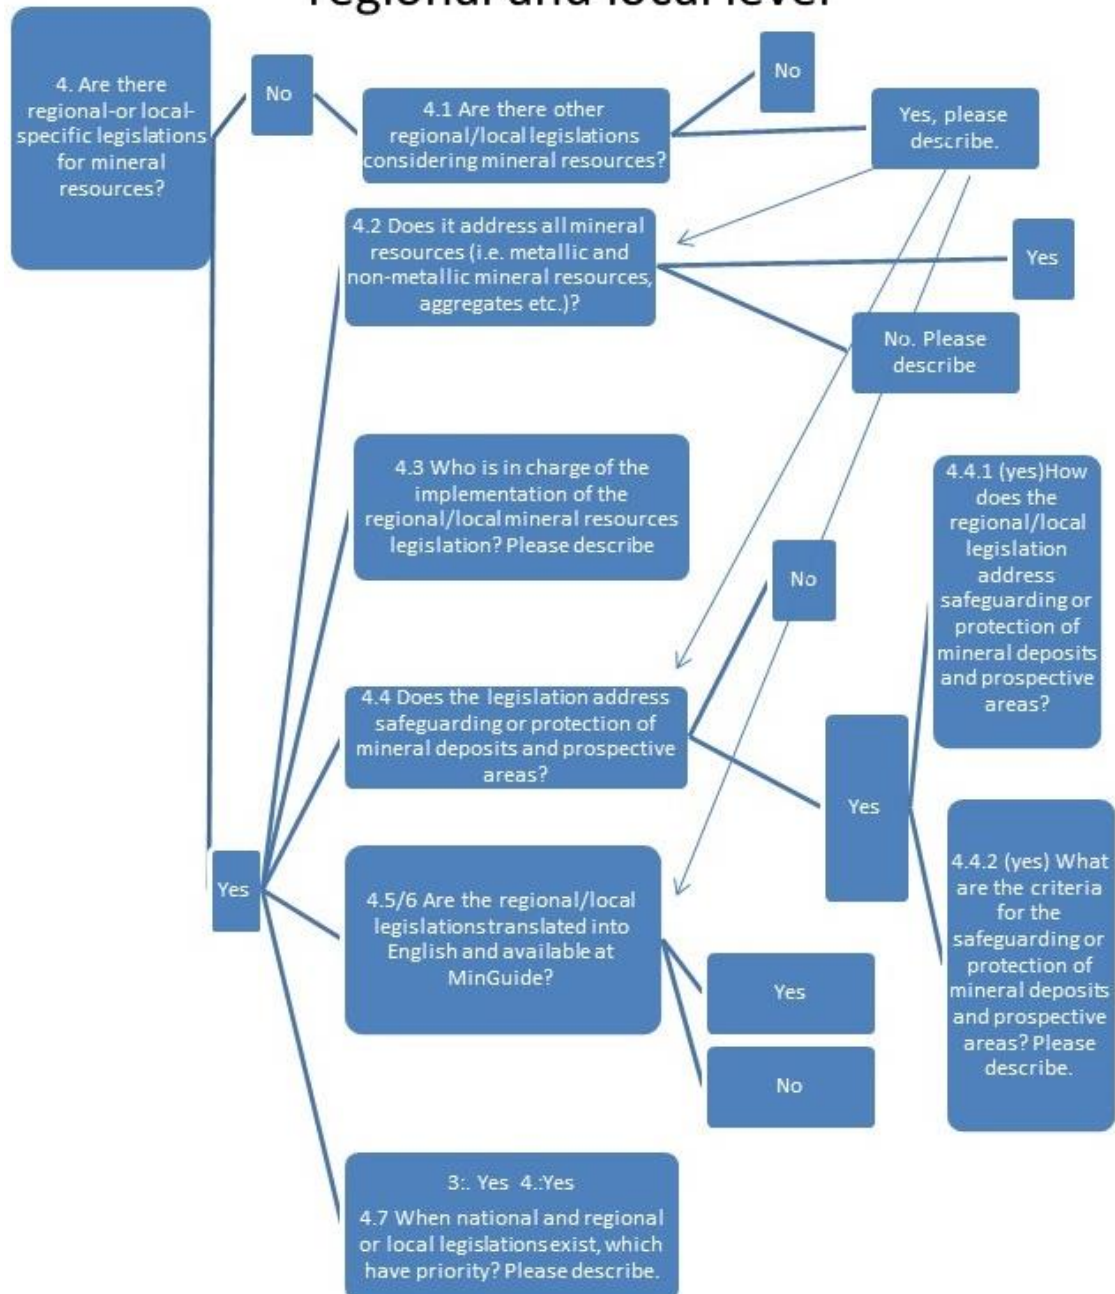 regional and local level
4. Are there
regional-or local-
specific legislations
for mineral
resources?
No
4.1 Are there other
regional/local legislations
considering mineral resources?
No
Yes, please
describe.
4.2 Does it address all mineral
resources (i.e. metallic and
non-metallic mineral resources,
aggregates etc.)?
Yes
No. Please
describe
4.3 Who is in charge of the
implementation of the
regional/local mineral resources
legislation? Please describe
4.4 Does the legislation address
safeguarding or protection of
mineral deposits and prospective
areas?
No
Yes
4.4.1 (yes)How
does the
regional/local
legislation
address
safeguarding or
protection of
mineral deposits
and prospective
areas?
4.4.2 (yes) What
are the criteria
for the
safeguarding or
protection of
mineral deposits
and prospective
areas? Please
describe.
Yes
4.5/6 Are the regional/local
legislations translated into
English and available at
MinGuide?
Yes
No
3:. Yes 4.:Yes
4.7 When national and regional
or local legislations exist, which
have priority? Please describe.